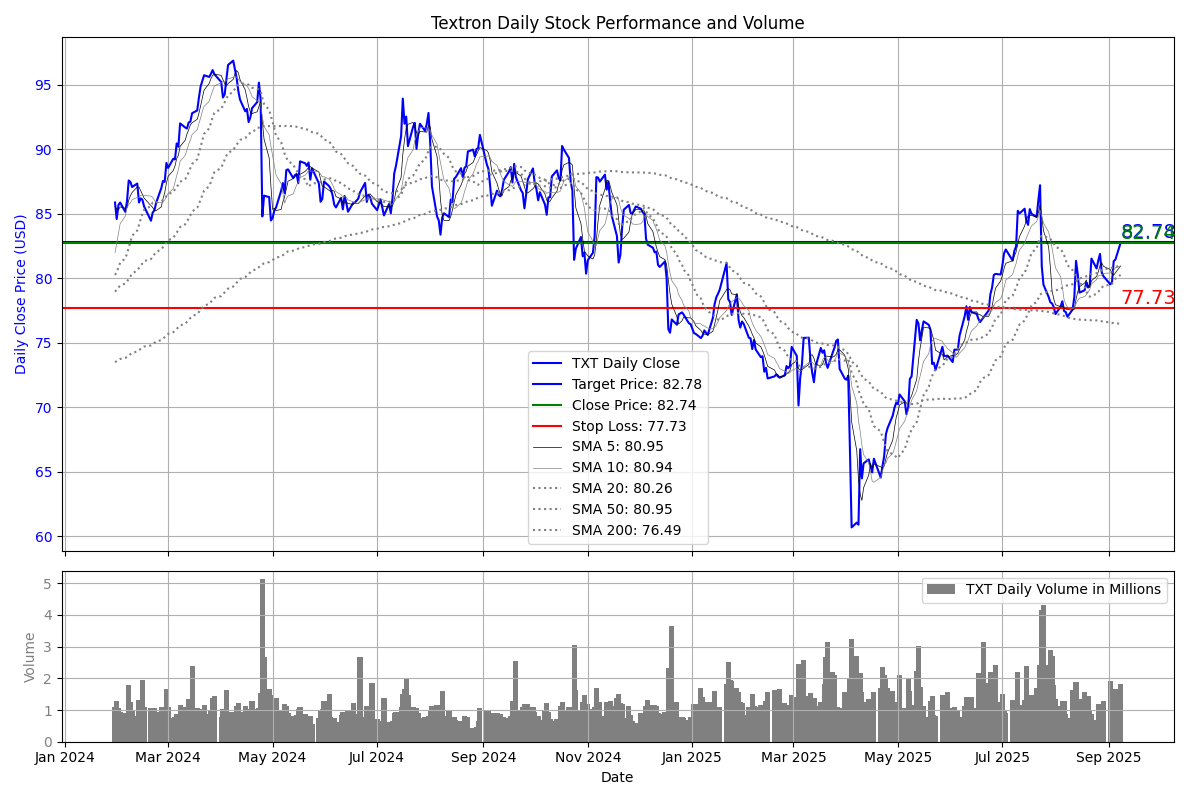 Textron Daily Stock Performance and Volume
Daily Close Price (USD)
95
90
85
80
75
70
65
60
82.78
82.74
77.73
TXT Daily Close
Target Price: 82.78
Close Price: 82.74
Stop Loss: 77.73
SMA 5: 80.95
SMA 10: 80.94
SMA 20: 80.26
SMA 50: 80.95
SMA 200: 76.49
Volume
5
4
3
2
1
0
TXT Daily Volume in Millions
Jan 2024 Mar 2024 May 2024 Jul 2024 Sep 2024 Nov 2024 Jan 2025 Mar 2025 May 2025 Jul 2025 Sep 2025
Date